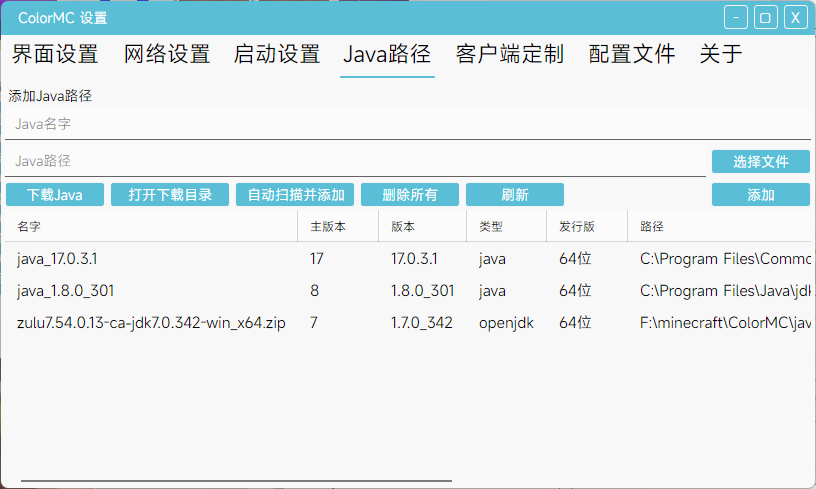 ColorMC 设置
界面设置 网络设置 启动设置 Java路径 客户端定制 配置文件 关于
添加Java路径
Java名字
Java路径 选择文件
下载Java 打开下载目录 自动扫描并添加 删除所有 刷新 添加
名字 主版本 版本 类型 发行版 路径
java_17.0.3.1 17 17.0.3.1 java 64位 C:\Program Files\Commo
java_1.8.0_301 8 1.8.0_301 java 64位 C:\Program Files\Java\jdk
zulu7.54.0.13-ca-jdk7.0.342-win_x64.zip 7 1.7.0_342 openjdk 64位 F:\minecraft\ColorMC\jav